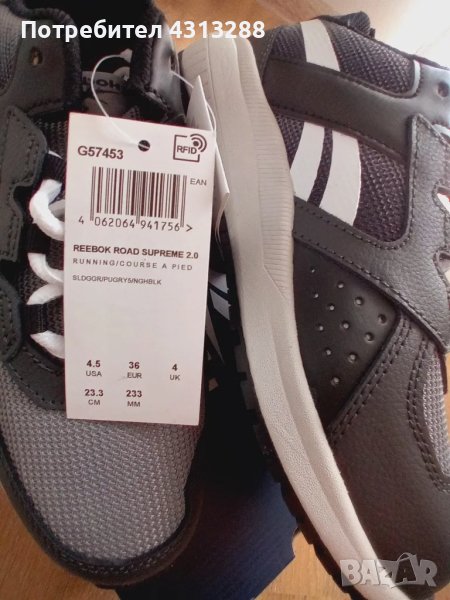 Потребител 4313288
G57453
RFID
EAN
4 062064 941756 >
REEBOK ROAD SUPREME 2.0
RUNNING/COURSE A PIED
SLDGGR/PUGRY5/NGHBLK
4.5 36 4
USA EUR UK
23.3 233
CM MM
BAZAR